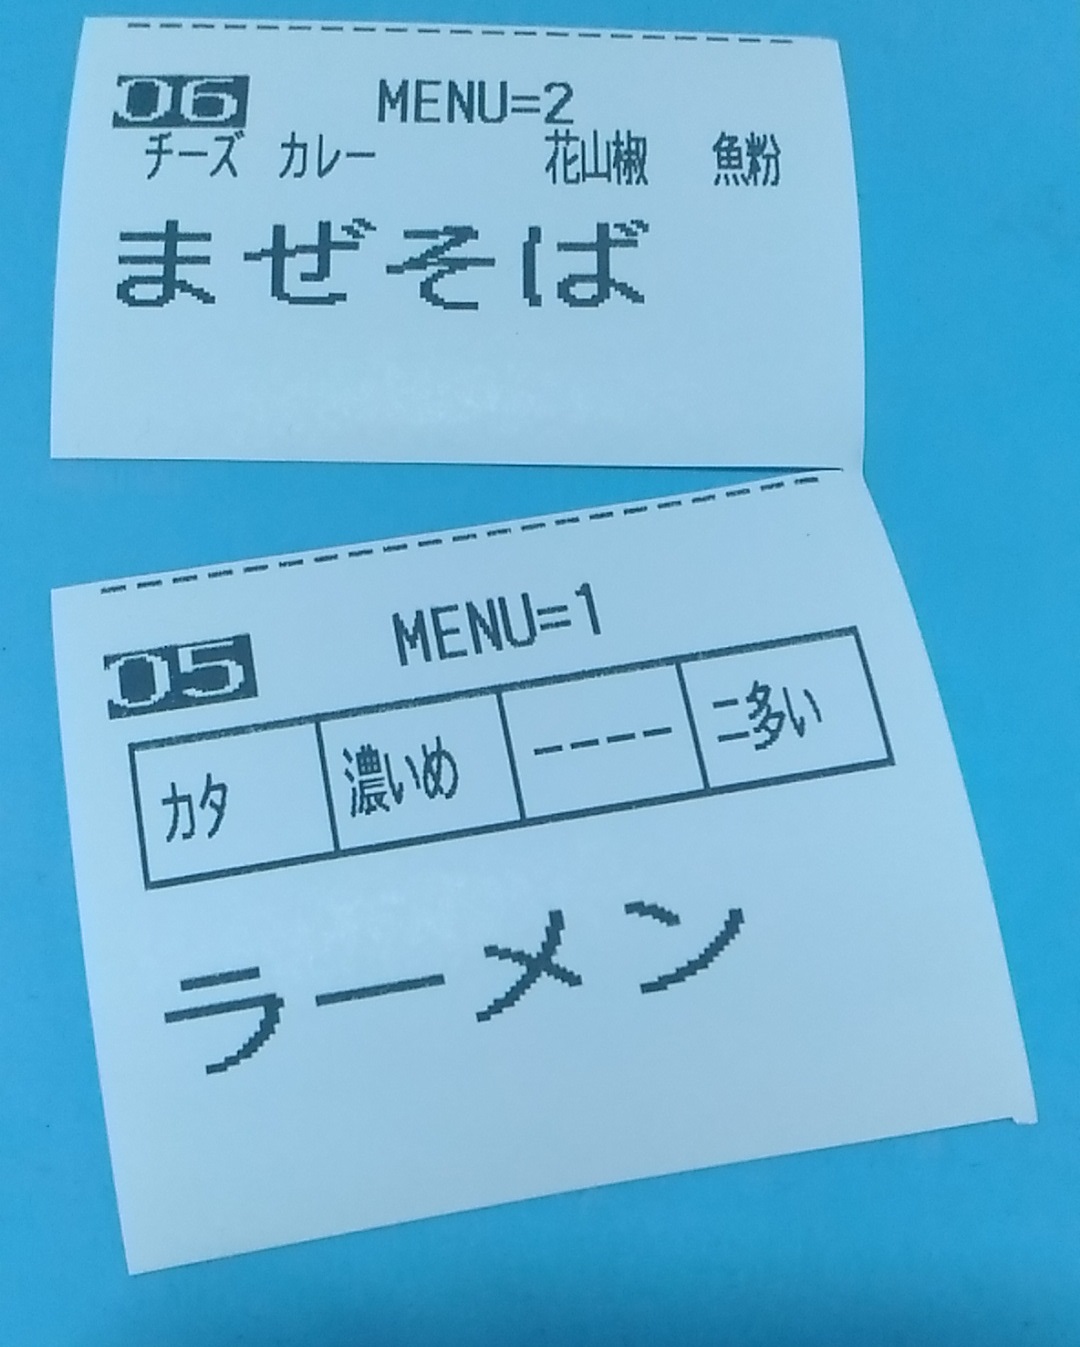 06 MENU=2
チーズ カレー 花山椒 魚粉
まぜそば
05 MENU=1
カタ 濃いめ ---- ニ多い
ラーメン